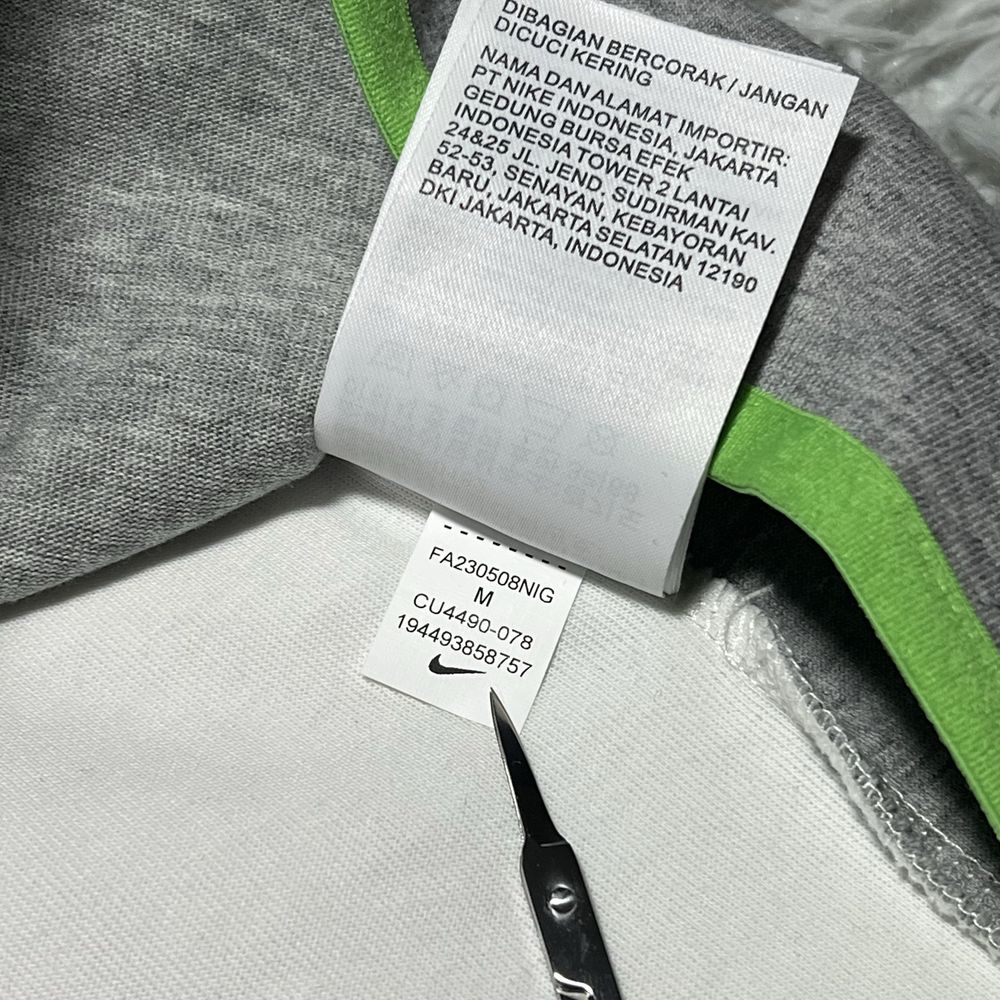 DIBAGIAN BERCORAK / JANGAN
DICUCI KERING
NAMA DAN ALAMAT IMPORTIR:
PT NIKE INDONESIA, JAKARTA
GEDUNG BURSA EFEK
INDONESIA TOWER 2 LANTAI
24&25 JL. JEND. SUDIRMAN KAV.
52-53, SENAYAN, KEBAYORAN
BARU, JAKARTA SELATAN 12190
DKI JAKARTA, INDONESIA
FA230508NIG
M
CU4490-078
194493858757